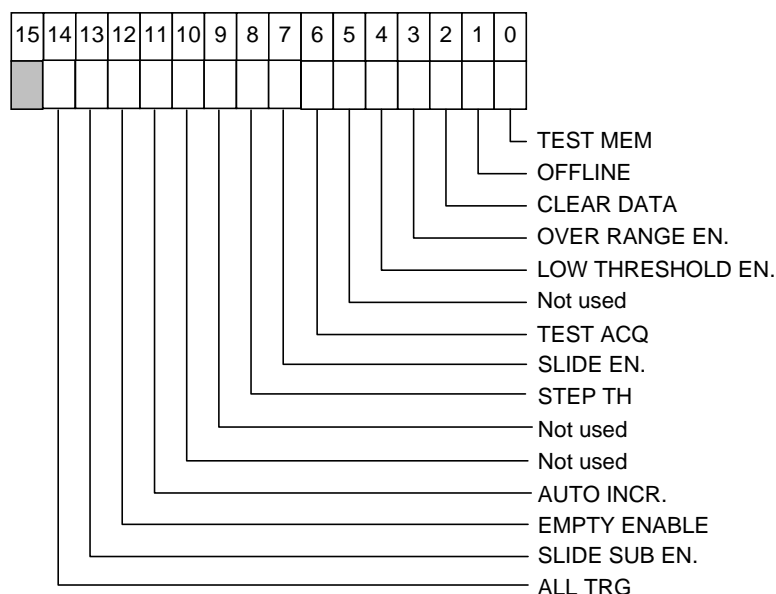 15 14 13 12 11 10 9 8 7 6 5 4 3 2 1 0
TEST MEM
OFFLINE
CLEAR DATA
OVER RANGE EN.
LOW THRESHOLD EN.
Not used
TEST ACQ
SLIDE EN.
STEP TH
Not used
Not used
AUTO INCR.
EMPTY ENABLE
SLIDE SUB EN.
ALL TRG